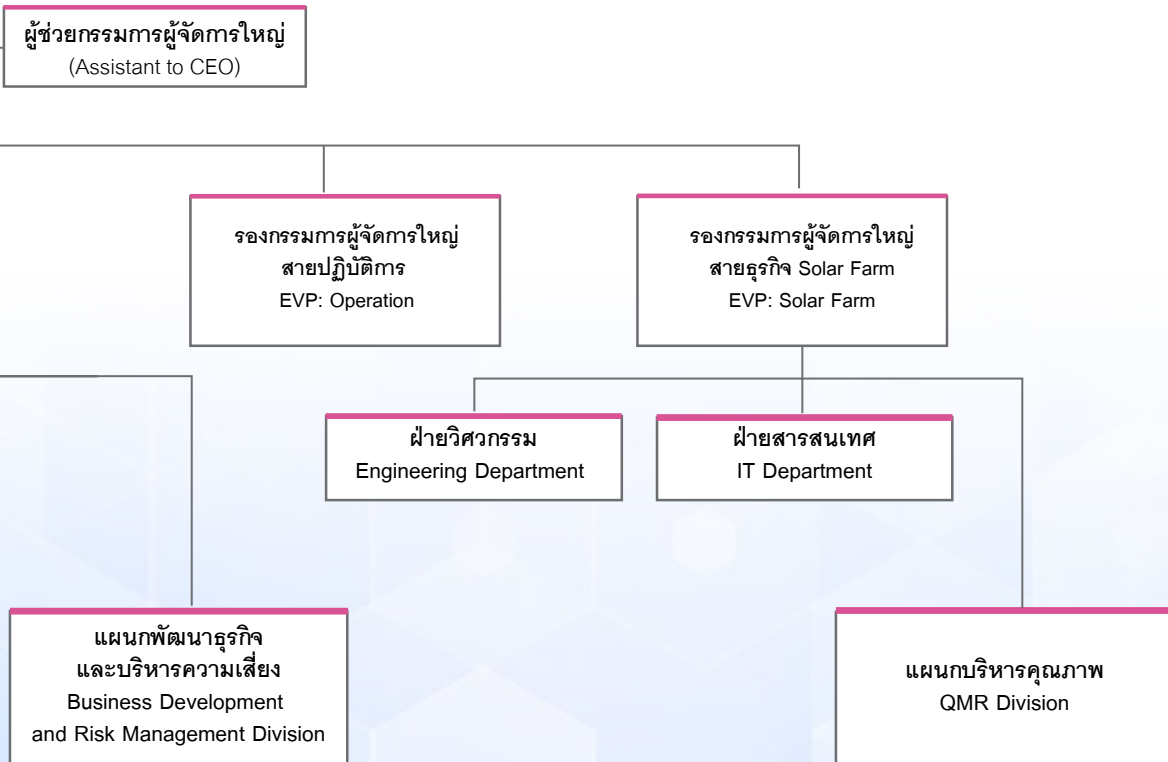 ผู้ช่วยกรรมการผู้จัดการใหญ่
(Assistant to CEO)
รองกรรมการผู้จัดการใหญ่
สายปฏิบัติการ
EVP: Operation
รองกรรมการผู้จัดการใหญ่
สายธุรกิจ Solar Farm
EVP: Solar Farm
ฝ่ายวิศวกรรม
Engineering Department
ฝ่ายสารสนเทศ
IT Department
แผนกพัฒนาธุรกิจ
และบริหารความเสี่ยง
Business Development
and Risk Management Division
แผนกบริหารคุณภาพ
QMR Division